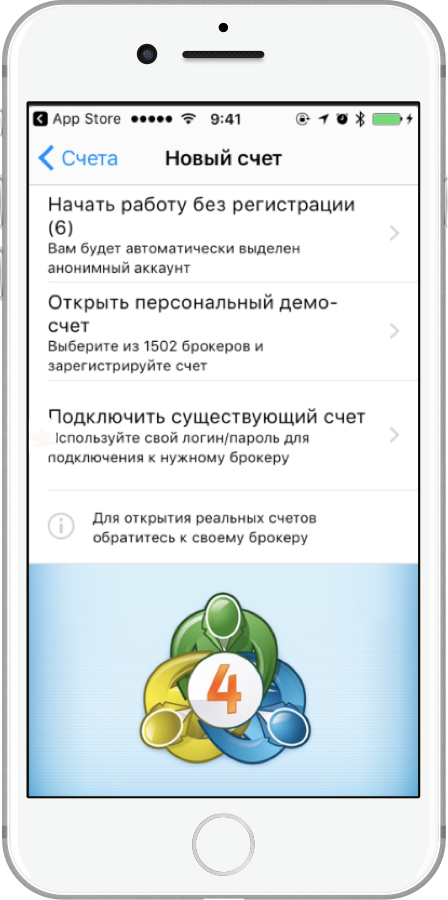 App Store 9:41
Счета Новый счет
Начать работу без регистрации
(6)
Вам будет автоматически выделен
анонимный аккаунт
Открыть персональный демо-
счет
Выберите из 1502 брокеров и
зарегистрируйте счет
Подключить существующий счет
Используйте свой логин/пароль для
подключения к нужному брокеру
Для открытия реальных счетов
обратитесь к своему брокеру
4